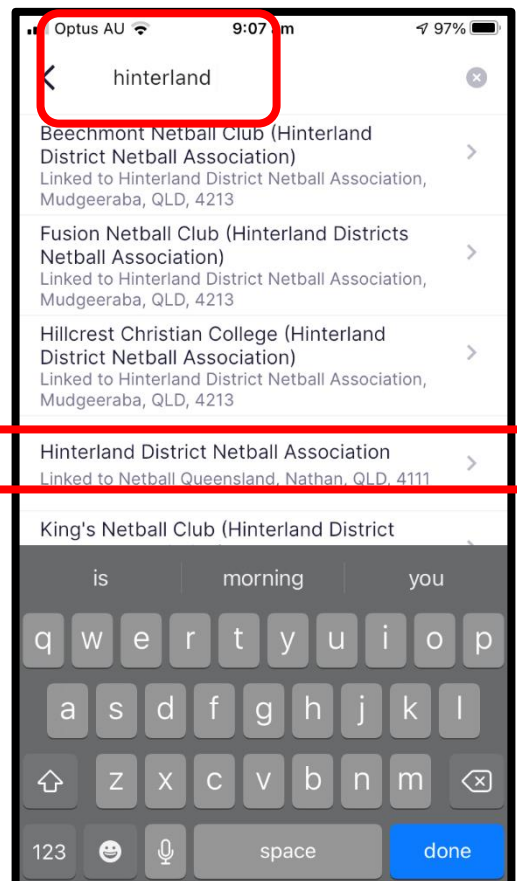 Optus AU 9:07 am 97%
hinterland
Beechmont Netball Club (Hinterland
District Netball Association)
Linked to Hinterland District Netball Association,
Mudgeeraba, QLD, 4213
Fusion Netball Club (Hinterland Districts
Netball Association)
Linked to Hinterland District Netball Association,
Mudgeeraba, QLD, 4213
Hillcrest Christian College (Hinterland
District Netball Association)
Linked to Hinterland District Netball Association,
Mudgeeraba, QLD, 4213
Hinterland District Netball Association
Linked to Netball Queensland, Nathan, QLD, 4111
King's Netball Club (Hinterland District
is morning you
q w e r t y u i o p
a s d f g h j k l
z x c v b n m
123 space done